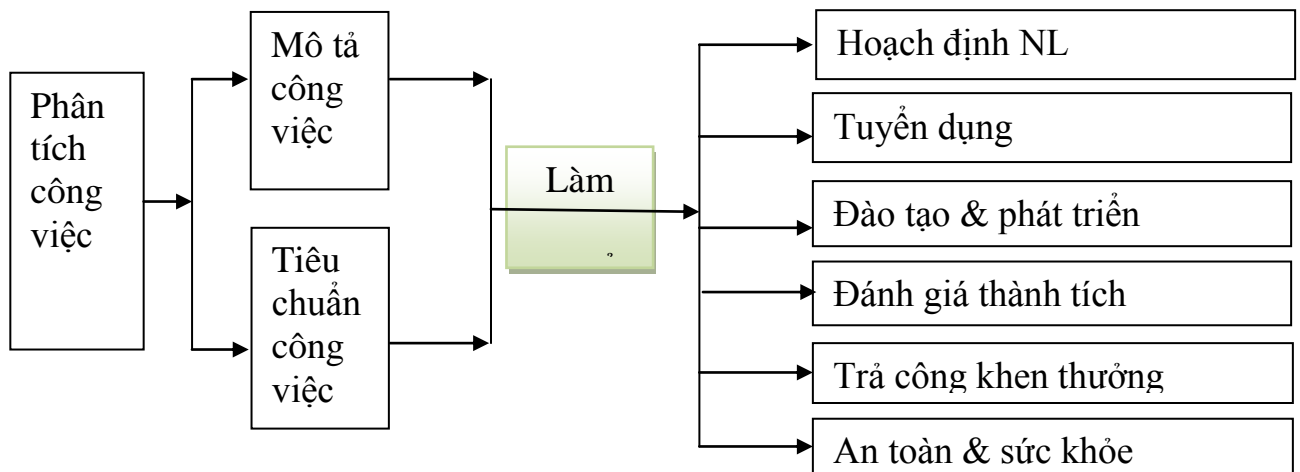 Phân
tích
công
việc
Mô tả
công
việc
Tiêu
chuẩn
công
việc
Làm
Hoạch định NL
Tuyển dụng
Đào tạo & phát triển
Đánh giá thành tích
Trả công khen thưởng
An toàn & sức khỏe